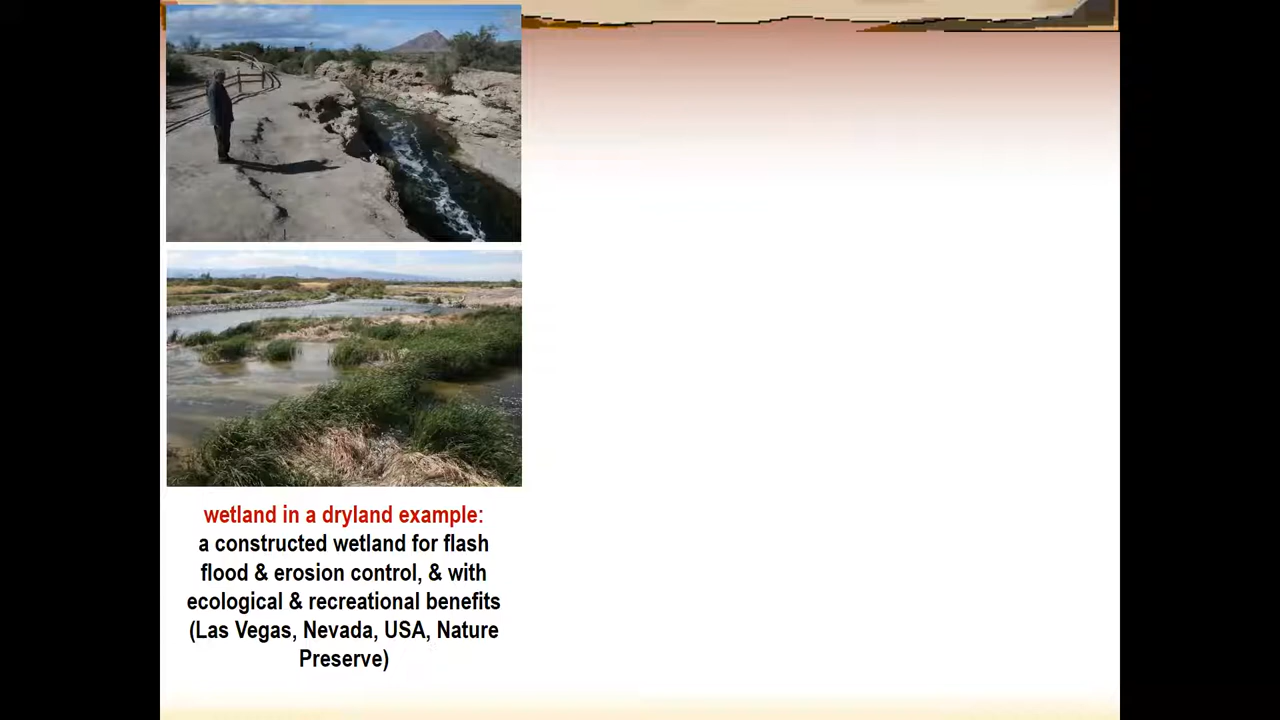 wetland in a dryland example:
a constructed wetland for flash
flood & erosion control, & with
ecological & recreational benefits
(Las Vegas, Nevada, USA, Nature
Preserve)